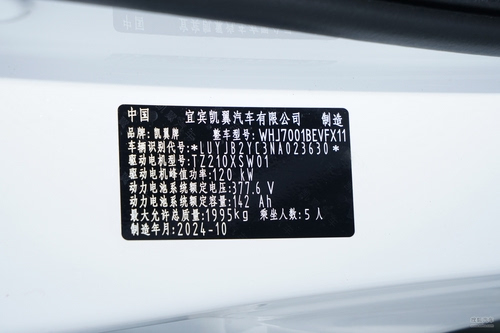 中国 宜宾凯翼汽车有限公司 制造
品牌:凯翼牌 整车型号:WHJ7001BEVFX11
车辆识别代号:*LUYJB2YC3NA023630*
驱动电机型号:TZ210XSW01
驱动电机峰值功率:120 kW
动力电池系统额定电压:377.6 V
动力电池系统额定容量:142 Ah
最大允许总质量:1995kg 乘坐人数:5 人
制造年月:2024-10